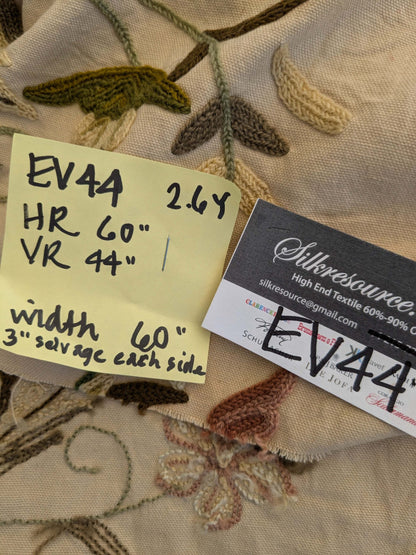 EV44 2.6Y
HR 60"
VR 44"
width 60"
3" selvage each side
Silkresource.
High End Textile 60%-90%
silkresource@gmail.com
EV44